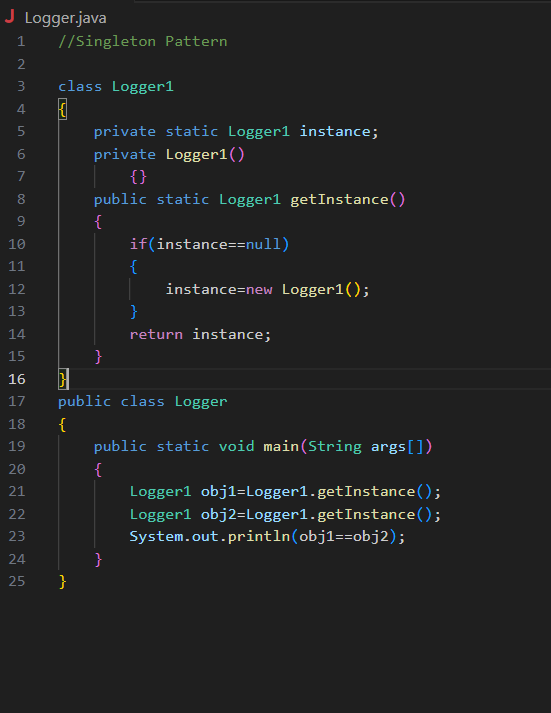 J Logger.java
1 //Singleton Pattern
2
3 class Logger1
4 {
5     private static Logger1 instance;
6     private Logger1()
7         {}
8     public static Logger1 getInstance()
9     {
10         if(instance==null)
11         {
12             instance=new Logger1();
13         }
14         return instance;
15     }
16 }
17 public class Logger
18 {
19     public static void main(String args[])
20     {
21         Logger1 obj1=Logger1.getInstance();
22         Logger1 obj2=Logger1.getInstance();
23         System.out.println(obj1==obj2);
24     }
25 }